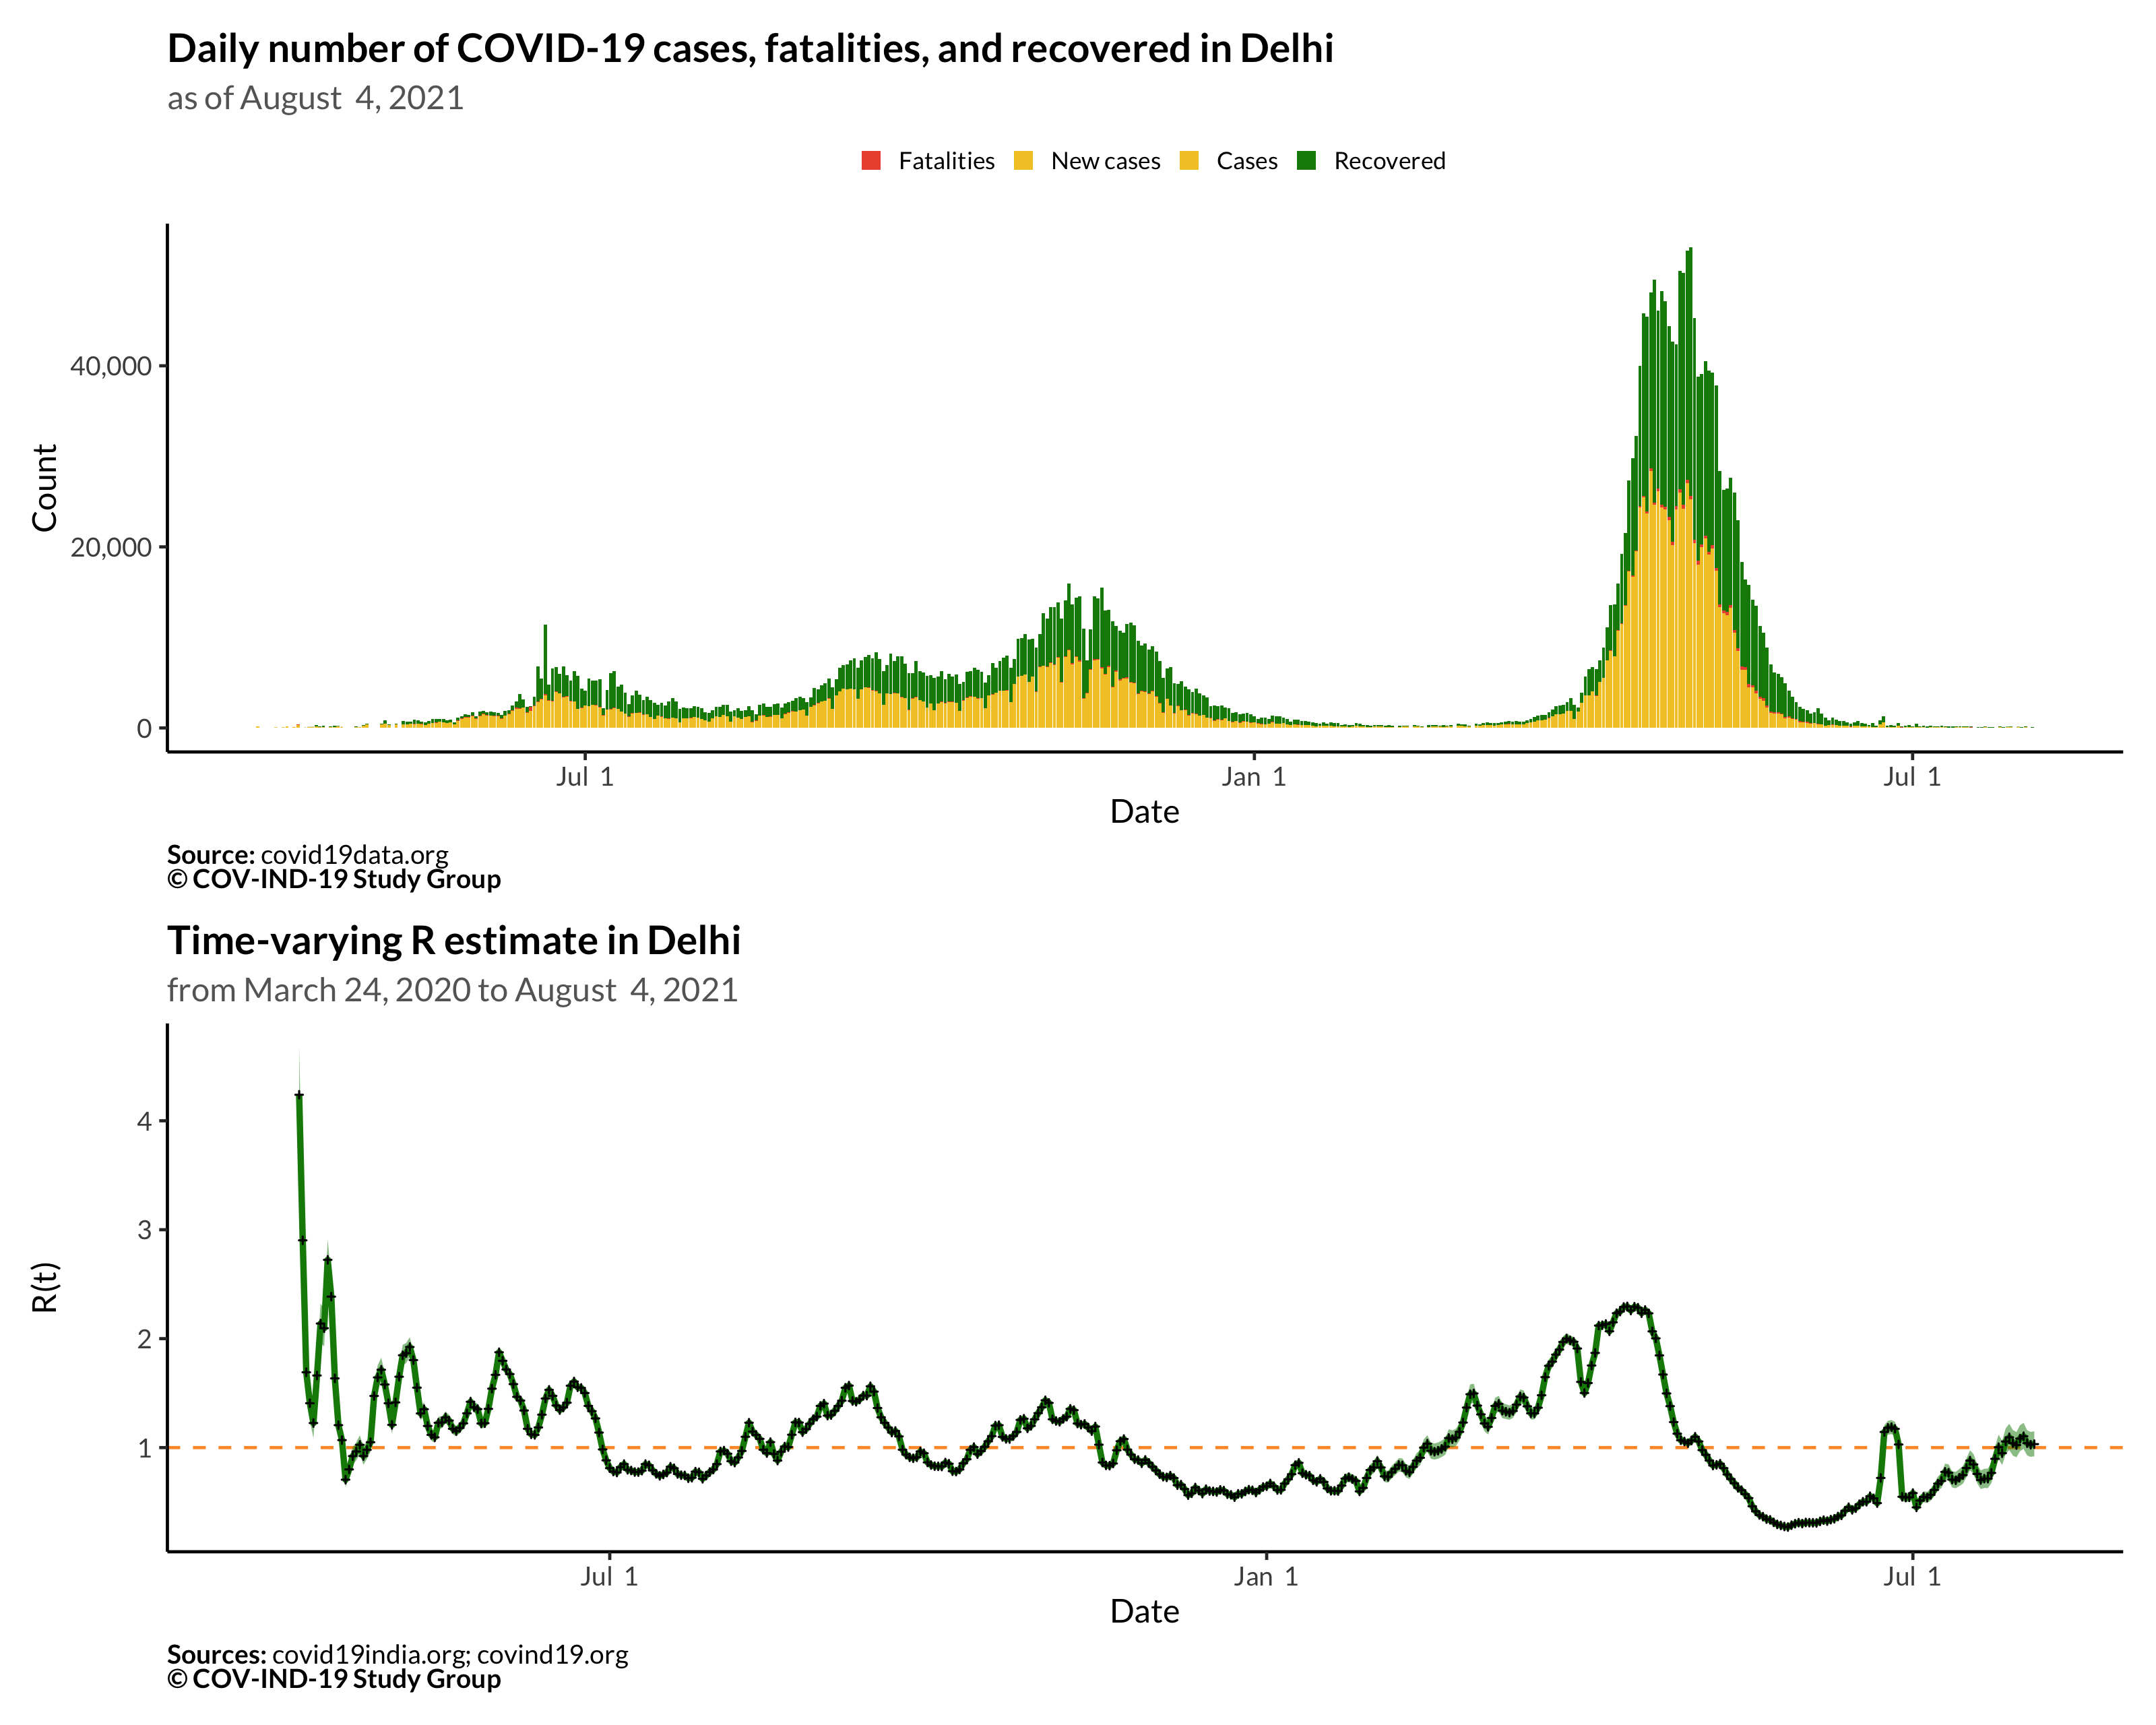 Daily number of COVID-19 cases, fatalities, and recovered in Delhi
as of August  4, 2021
Fatalities New cases Cases Recovered
Count
40,000
20,000
0
Jul  1 Jan  1 Jul  1
Date
Source: covid19data.org
© COV-IND-19 Study Group
Time-varying R estimate in Delhi
from March 24, 2020 to August  4, 2021
R(t)
4
3
2
1
Jul  1 Jan  1 Jul  1
Date
Sources: covid19india.org; covind19.org
© COV-IND-19 Study Group